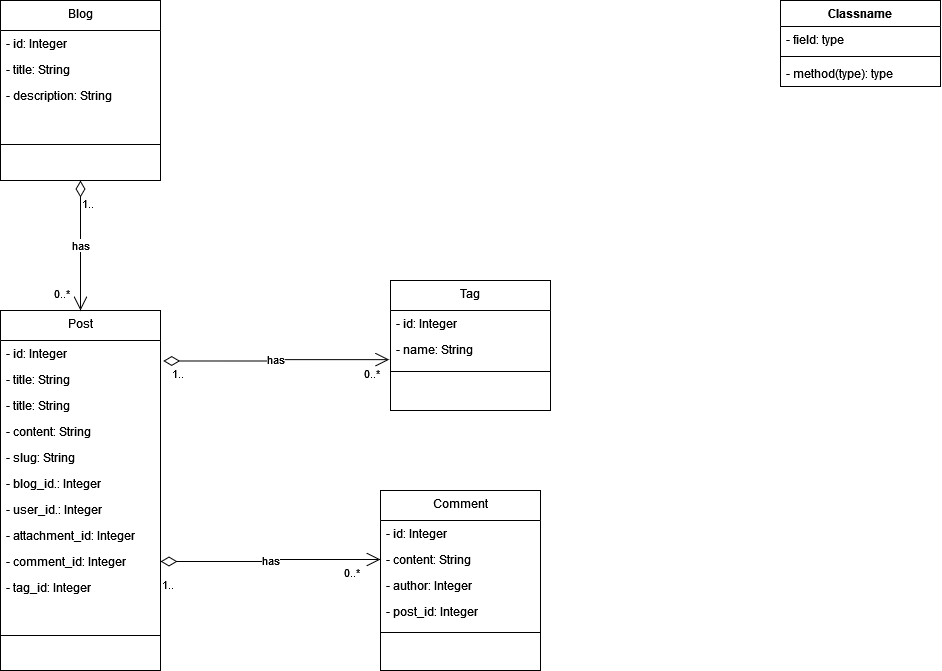 Blog
- id: Integer
- title: String
- description: String
1..
has
0..*
Post
- id: Integer
- title: String
- title: String
- content: String
- slug: String
- blog_id.: Integer
- user_id.: Integer
- attachment_id: Integer
- comment_id: Integer
- tag_id: Integer
1..
has
0..*
Tag
- id: Integer
- name: String
1..
has
0..*
Comment
- id: Integer
- content: String
- author: Integer
- post_id: Integer
Classname
- field: type
- method(type): type